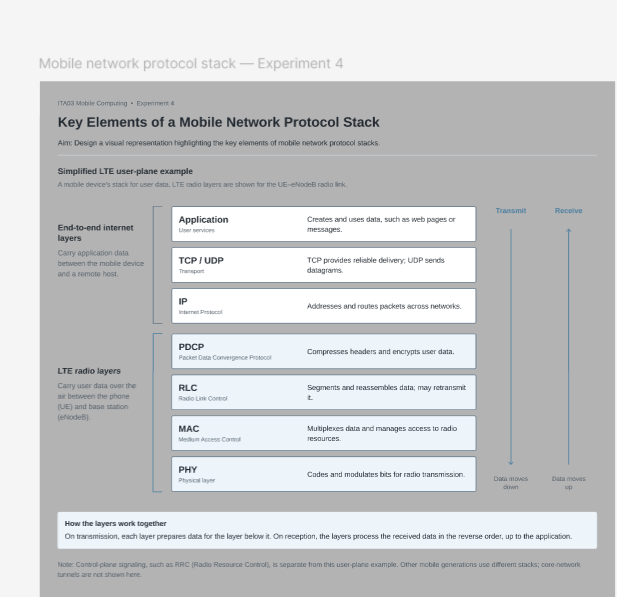 Mobile network protocol stack — Experiment 4
ITA03 Mobile Computing • Experiment 4
Key Elements of a Mobile Network Protocol Stack
Aim: Design a visual representation highlighting the key elements of mobile network protocol stacks.
Simplified LTE user-plane example
A mobile device's stack for user data. LTE radio layers are shown for the UE–eNodeB radio link.
Transmit
Receive
End-to-end internet
layers
Carry application data
between the mobile device
and a remote host.
Application
User services
Creates and uses data, such as web pages or
messages.
TCP / UDP
Transport
TCP provides reliable delivery; UDP sends
datagrams.
IP
Internet Protocol
Addresses and routes packets across networks.
LTE radio layers
Carry user data over the
air between the phone
(UE) and base station
(eNodeB).
PDCP
Packet Data Convergence Protocol
Compresses headers and encrypts user data.
RLC
Radio Link Control
Segments and reassembles data; may retransmit
it.
MAC
Medium Access Control
Multiplexes data and manages access to radio
resources.
PHY
Physical layer
Codes and modulates bits for radio transmission.
Data moves
down
Data moves
up
How the layers work together
On transmission, each layer prepares data for the layer below it. On reception, the layers process the received data in the reverse order, up to the application.
Note: Control-plane signaling, such as RRC (Radio Resource Control), is separate from this user-plane example. Other mobile generations use different stacks; core-network
tunnels are not shown here.